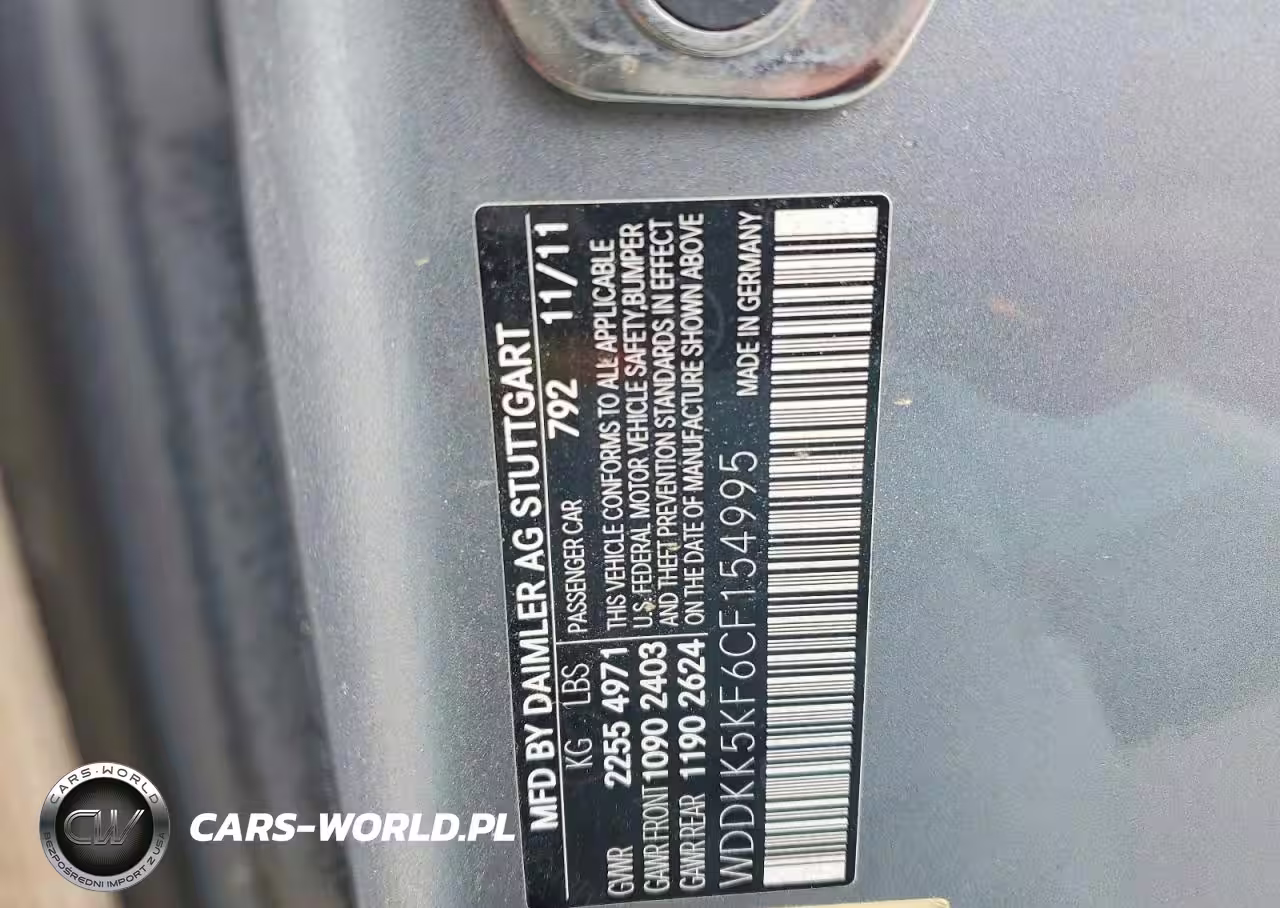 MFD BY DAIMLER AG STUTTGART
KG LBS PASSENGER CAR 792 11/11
GVWR 2255 4971
GAWR FRONT 1090 2403
GAWR REAR 1190 2624
THIS VEHICLE CONFORMS TO ALL APPLICABLE
U.S. FEDERAL MOTOR VEHICLE SAFETY,BUMPER
AND THEFT PREVENTION STANDARDS IN EFFECT
ON THE DATE OF MANUFACTURE SHOWN ABOVE
WDDKK5KF6CF154995 MADE IN GERMANY
CARS-WORLD
CW
BEZPOŚREDNI IMPORT Z USA
CARS-WORLD.PL